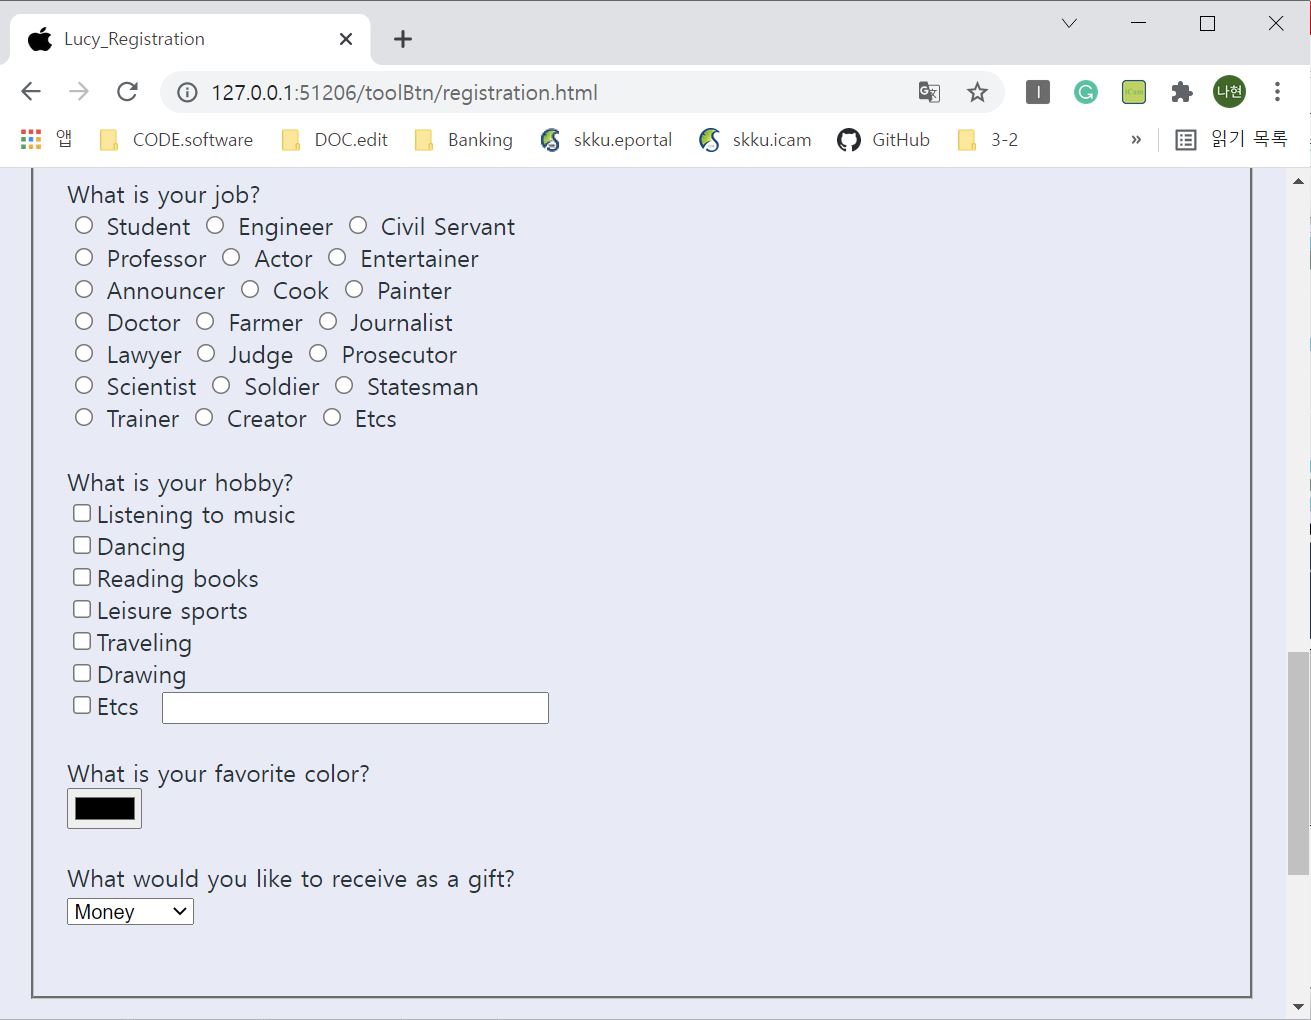 Lucy_Registration
127.0.0.1:51206/toolBtn/registration.html
나현
앱 CODE.software DOC.edit Banking skku.eportal skku.icam GitHub 3-2 » 읽기 목록
What is your job?
Student Engineer Civil Servant
Professor Actor Entertainer
Announcer Cook Painter
Doctor Farmer Journalist
Lawyer Judge Prosecutor
Scientist Soldier Statesman
Trainer Creator Etcs
What is your hobby?
Listening to music
Dancing
Reading books
Leisure sports
Traveling
Drawing
Etcs
What is your favorite color?
What would you like to receive as a gift?
Money